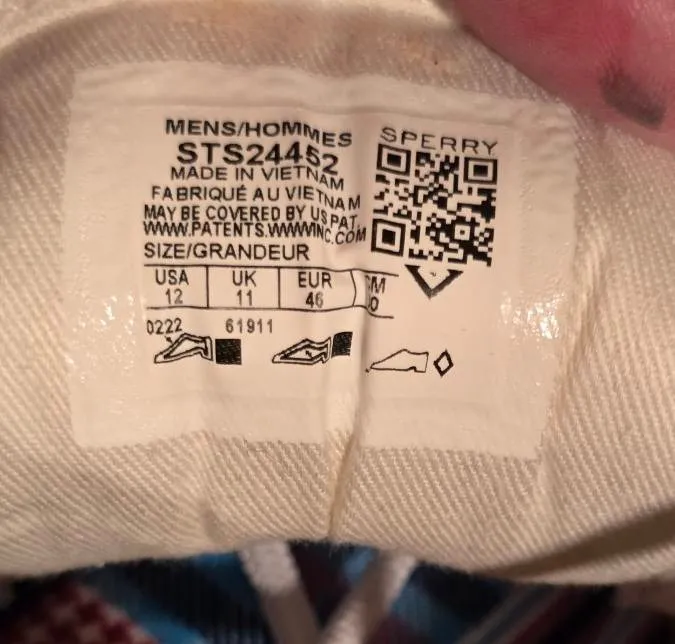 MENS/HOMMES
STS24452
MADE IN VIETNAM
FABRIQUÉ AU VIETNAM
MAY BE COVERED BY US PAT.
WWW.PATENTS.WWWINC.COM
SPERRY
SIZE/GRANDEUR
USA UK EUR
12 11 46
0222 61911